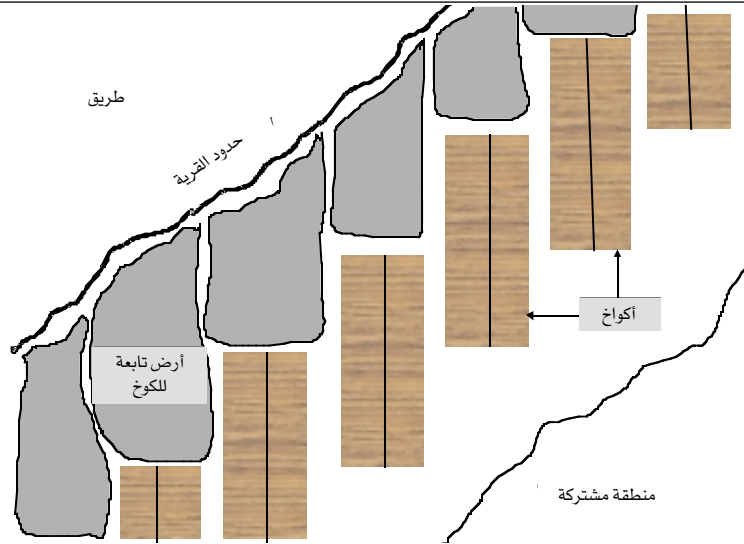 طريق
حدود القرية
أكواخ
أرض تابعة
للكوخ
منطقة مشتركة